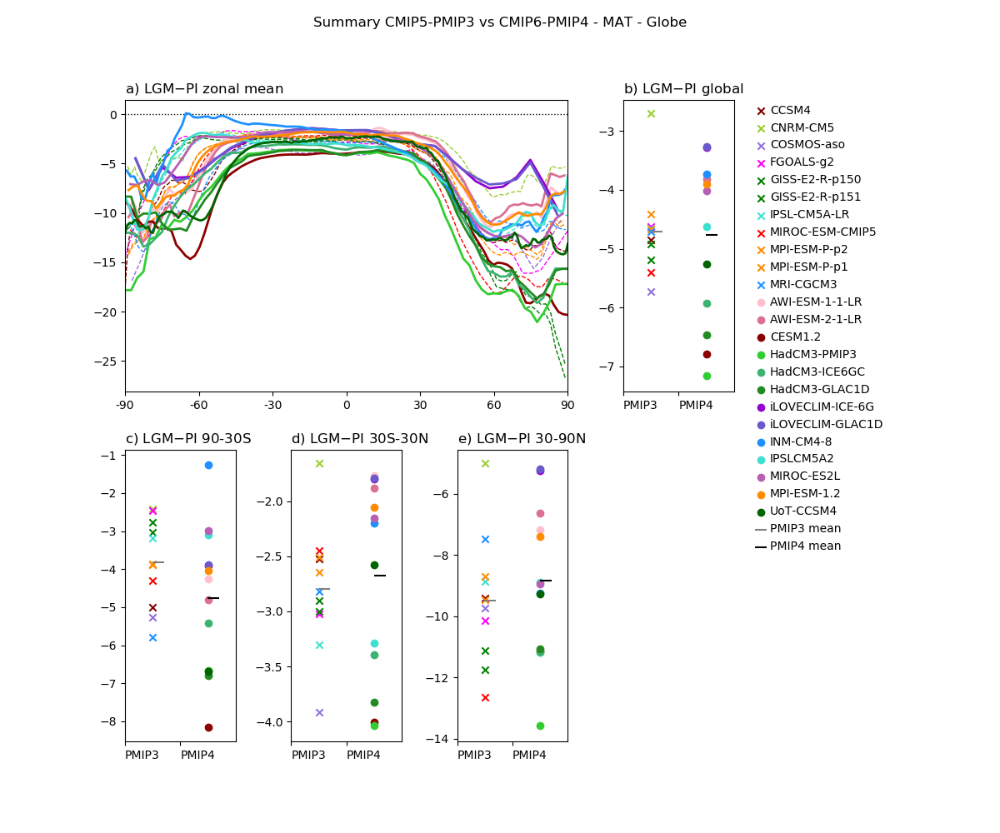 Summary CMIP5-PMIP3 vs CMIP6-PMIP4 - MAT - Globe
a) LGM−PI zonal mean
0
−5
−10
−15
−20
−25
-90
-60
-30
0
30
60
90
b) LGM−PI global
−3
−4
−5
−6
−7
PMIP3
PMIP4
CCSM4
CNRM-CM5
COSMOS-aso
FGOALS-g2
GISS-E2-R-p150
GISS-E2-R-p151
IPSL-CM5A-LR
MIROC-ESM-CMIP5
MPI-ESM-P-p2
MPI-ESM-P-p1
MRI-CGCM3
AWI-ESM-1-1-LR
AWI-ESM-2-1-LR
CESM1.2
HadCM3-PMIP3
HadCM3-ICE6GC
HadCM3-GLAC1D
iLOVECLIM-ICE-6G
iLOVECLIM-GLAC1D
INM-CM4-8
IPSLCM5A2
MIROC-ES2L
MPI-ESM-1.2
UoT-CCSM4
PMIP3 mean
PMIP4 mean
c) LGM−PI 90-30S
−1
−2
−3
−4
−5
−6
−7
−8
PMIP3
PMIP4
d) LGM−PI 30S-30N
−2.0
−2.5
−3.0
−3.5
−4.0
PMIP3
PMIP4
e) LGM−PI 30-90N
−6
−8
−10
−12
−14
PMIP3
PMIP4